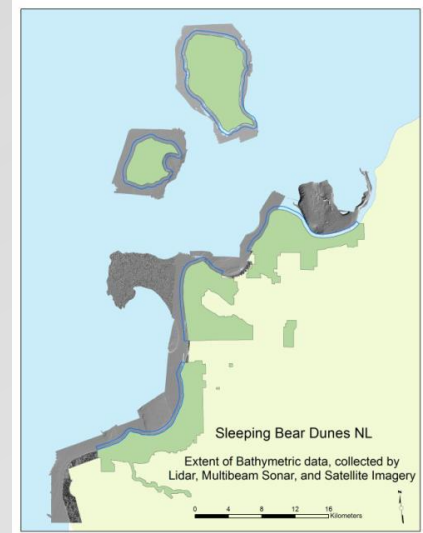 Sleeping Bear Dunes NL
Extent of Bathymetric data, collected by
Lidar, Multibeam Sonar, and Satellite Imagery
0 4 8 12 16
Kilometers